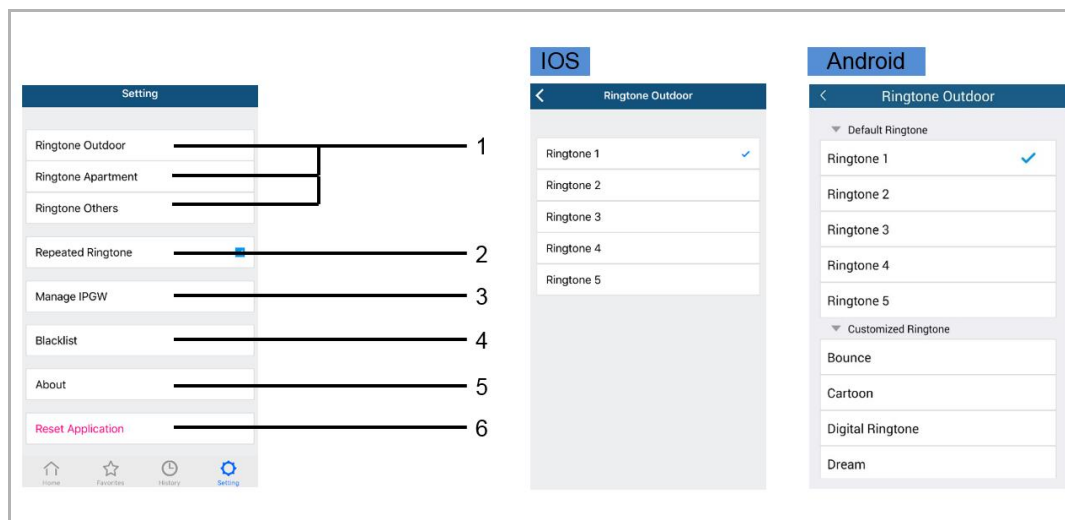 Setting
Ringtone Outdoor
Ringtone Apartment
Ringtone Others
Repeated Ringtone
Manage IPGW
Blacklist
About
Reset Application
Home Favorites History Setting
1
2
3
4
5
6
IOS
Ringtone Outdoor
Ringtone 1
Ringtone 2
Ringtone 3
Ringtone 4
Ringtone 5
Android
Ringtone Outdoor
Default Ringtone
Ringtone 1
Ringtone 2
Ringtone 3
Ringtone 4
Ringtone 5
Customized Ringtone
Bounce
Cartoon
Digital Ringtone
Dream